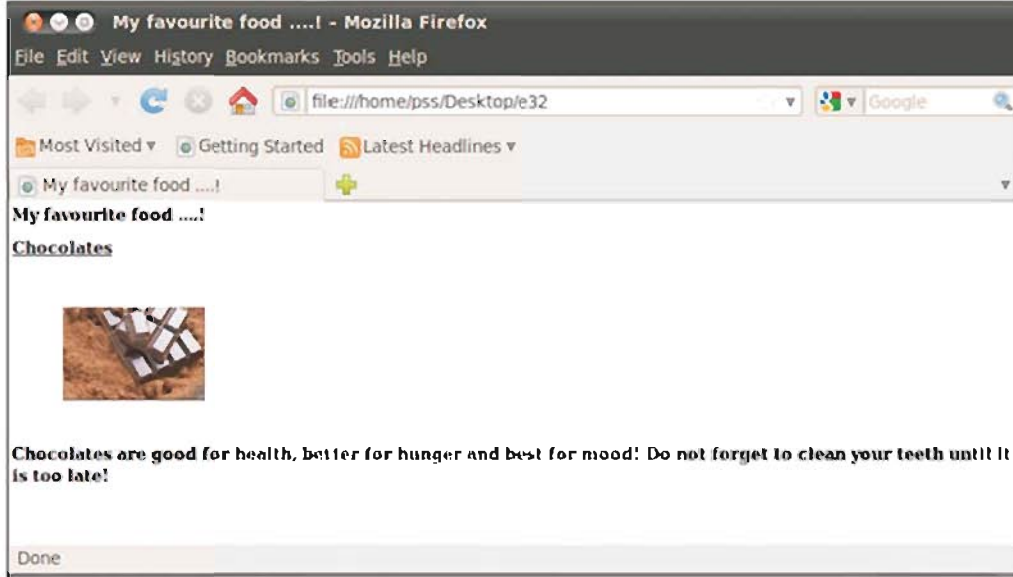 My favourite food ....! - Mozilla Firefox
File Edit View History Bookmarks Tools Help
file:///home/pss/Desktop/e32 Google
Most Visited Getting Started Latest Headlines
My favourite food ....!
My favourite food ....!
Chocolates
Chocolates are good for health, better for hunger and best for mood! Do not forget to clean your teeth until it
is too late!
Done